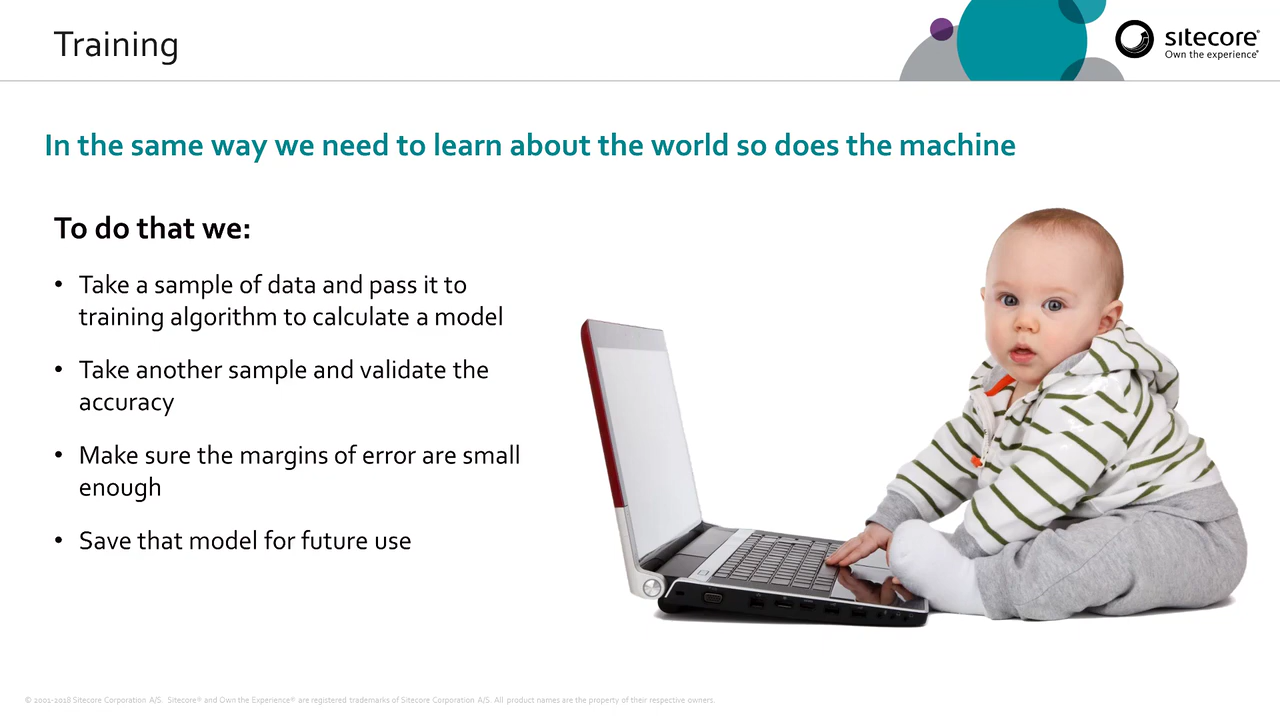 Training
sitecore®
Own the experience®
In the same way we need to learn about the world so does the machine
To do that we:
• Take a sample of data and pass it to
training algorithm to calculate a model
• Take another sample and validate the
accuracy
• Make sure the margins of error are small
enough
• Save that model for future use
© 2001-2018 Sitecore Corporation A/S. Sitecore® and Own the Experience® are registered trademarks of Sitecore Corporation A/S. All product names are the property of their respective owners.